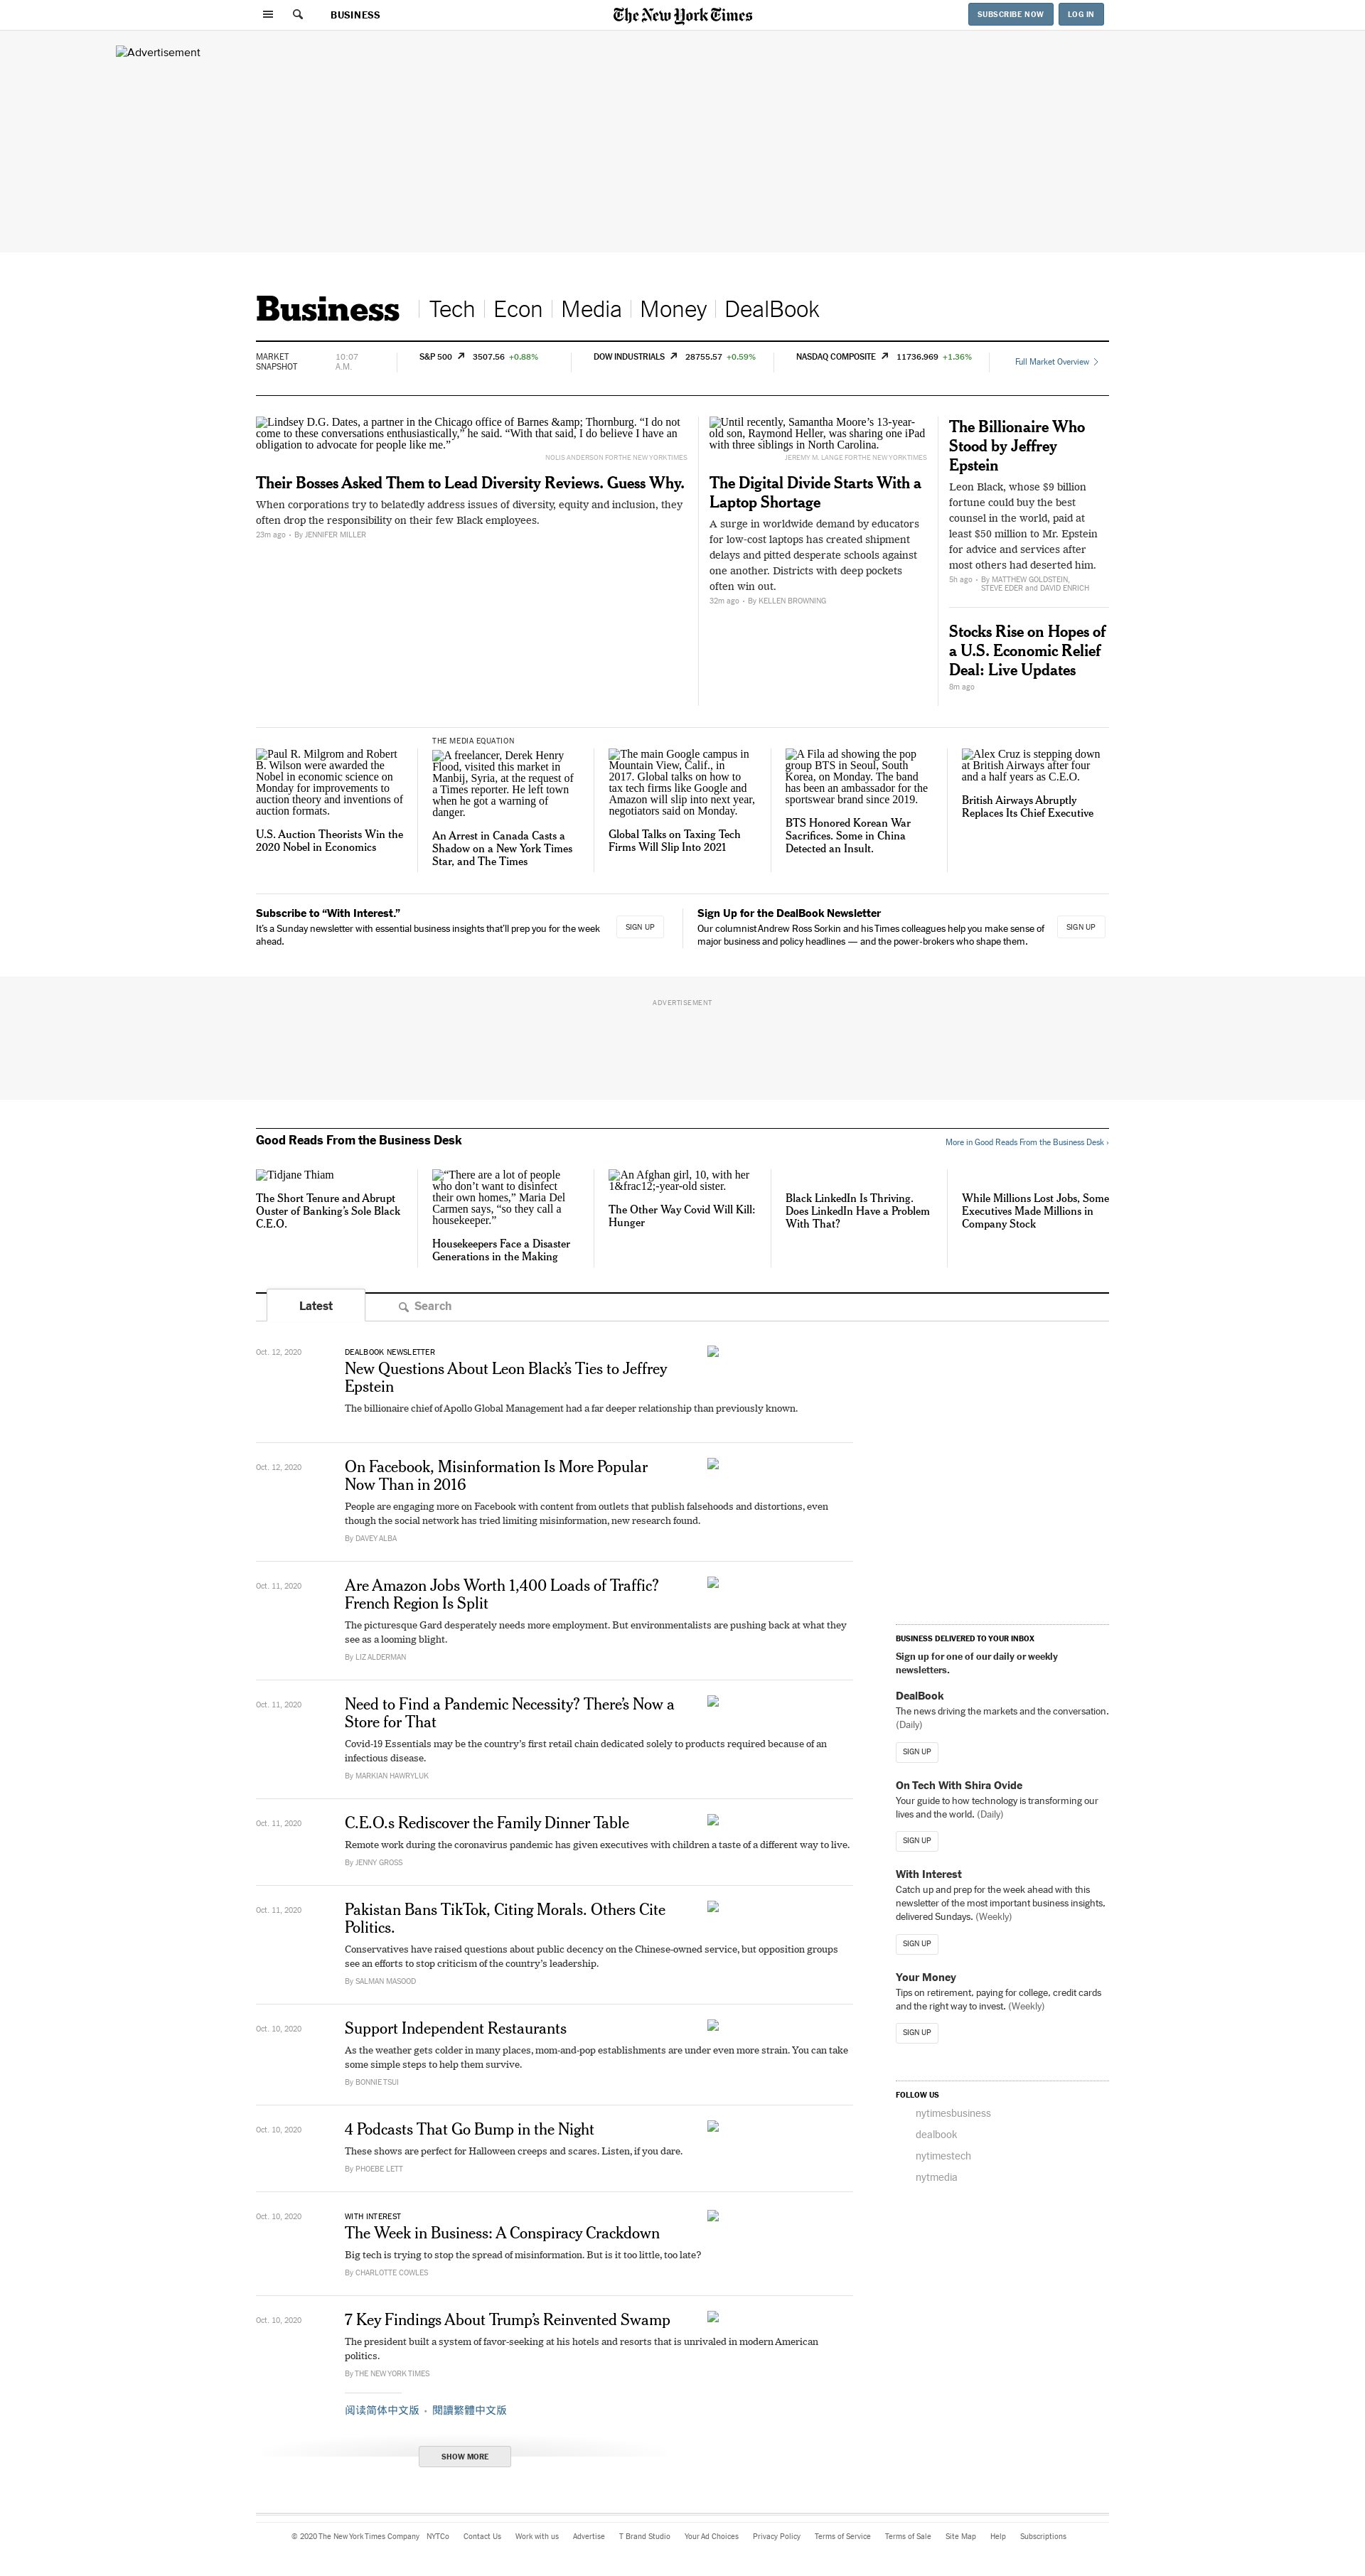 BUSINESS
The New York Times
SUBSCRIBE NOW
LOG IN
Advertisement
Business
Tech
Econ
Media
Money
DealBook
MARKET
SNAPSHOT
10:07
A.M.
S&P 500 3507.56 +0.88%
DOW INDUSTRIALS 28755.57 +0.59%
NASDAQ COMPOSITE 11736.969 +1.36%
Full Market Overview
Lindsey D.G. Dates, a partner in the Chicago office of Barnes &amp; Thornburg. “I do not
come to these conversations enthusiastically,” he said. “With that said, I do believe I have an
obligation to advocate for people like me.”
NOLIS ANDERSON FOR THE NEW YORK TIMES
Their Bosses Asked Them to Lead Diversity Reviews. Guess Why.
When corporations try to belatedly address issues of diversity, equity and inclusion, they
often drop the responsibility on their few Black employees.
23m ago • By JENNIFER MILLER
Until recently, Samantha Moore’s 13-year-
old son, Raymond Heller, was sharing one iPad
with three siblings in North Carolina.
JEREMY M. LANGE FOR THE NEW YORK TIMES
The Digital Divide Starts With a
Laptop Shortage
A surge in worldwide demand by educators
for low-cost laptops has created shipment
delays and pitted desperate schools against
one another. Districts with deep pockets
often win out.
32m ago • By KELLEN BROWNING
The Billionaire Who
Stood by Jeffrey
Epstein
Leon Black, whose $9 billion
fortune could buy the best
counsel in the world, paid at
least $50 million to Mr. Epstein
for advice and services after
most others had deserted him.
5h ago • By MATTHEW GOLDSTEIN,
STEVE EDER and DAVID ENRICH
Stocks Rise on Hopes of
a U.S. Economic Relief
Deal: Live Updates
8m ago
Paul R. Milgrom and Robert
B. Wilson were awarded the
Nobel in economic science on
Monday for improvements to
auction theory and inventions of
auction formats.
U.S. Auction Theorists Win the
2020 Nobel in Economics
THE MEDIA EQUATION
A freelancer, Derek Henry
Flood, visited this market in
Manbij, Syria, at the request of
a Times reporter. He left town
when he got a warning of
danger.
An Arrest in Canada Casts a
Shadow on a New York Times
Star, and The Times
The main Google campus in
Mountain View, Calif., in
2017. Global talks on how to
tax tech firms like Google and
Amazon will slip into next year,
negotiators said on Monday.
Global Talks on Taxing Tech
Firms Will Slip Into 2021
A Fila ad showing the pop
group BTS in Seoul, South
Korea, on Monday. The band
has been an ambassador for the
sportswear brand since 2019.
BTS Honored Korean War
Sacrifices. Some in China
Detected an Insult.
Alex Cruz is stepping down
at British Airways after four
and a half years as C.E.O.
British Airways Abruptly
Replaces Its Chief Executive
Subscribe to “With Interest.”
It’s a Sunday newsletter with essential business insights that’ll prep you for the week
ahead.
SIGN UP
Sign Up for the DealBook Newsletter
Our columnist Andrew Ross Sorkin and his Times colleagues help you make sense of
major business and policy headlines — and the power-brokers who shape them.
SIGN UP
ADVERTISEMENT
Good Reads From the Business Desk
More in Good Reads From the Business Desk ›
Tidjane Thiam
The Short Tenure and Abrupt
Ouster of Banking’s Sole Black
C.E.O.
“There are a lot of people
who don’t want to disinfect
their own homes,” Maria Del
Carmen says, “so they call a
housekeeper.”
Housekeepers Face a Disaster
Generations in the Making
An Afghan girl, 10, with her
1&frac12;-year-old sister.
The Other Way Covid Will Kill:
Hunger
Black LinkedIn Is Thriving.
Does LinkedIn Have a Problem
With That?
While Millions Lost Jobs, Some
Executives Made Millions in
Company Stock
Latest
Search
Oct. 12, 2020
DEALBOOK NEWSLETTER
New Questions About Leon Black’s Ties to Jeffrey
Epstein
The billionaire chief of Apollo Global Management had a far deeper relationship than previously known.
Oct. 12, 2020
On Facebook, Misinformation Is More Popular
Now Than in 2016
People are engaging more on Facebook with content from outlets that publish falsehoods and distortions, even
though the social network has tried limiting misinformation, new research found.
By DAVEY ALBA
Oct. 11, 2020
Are Amazon Jobs Worth 1,400 Loads of Traffic?
French Region Is Split
The picturesque Gard desperately needs more employment. But environmentalists are pushing back at what they
see as a looming blight.
By LIZ ALDERMAN
Oct. 11, 2020
Need to Find a Pandemic Necessity? There’s Now a
Store for That
Covid-19 Essentials may be the country’s first retail chain dedicated solely to products required because of an
infectious disease.
By MARKIAN HAWRYLUK
Oct. 11, 2020
C.E.O.s Rediscover the Family Dinner Table
Remote work during the coronavirus pandemic has given executives with children a taste of a different way to live.
By JENNY GROSS
Oct. 11, 2020
Pakistan Bans TikTok, Citing Morals. Others Cite
Politics.
Conservatives have raised questions about public decency on the Chinese-owned service, but opposition groups
see an efforts to stop criticism of the country’s leadership.
By SALMAN MASOOD
Oct. 10, 2020
Support Independent Restaurants
As the weather gets colder in many places, mom-and-pop establishments are under even more strain. You can take
some simple steps to help them survive.
By BONNIE TSUI
Oct. 10, 2020
4 Podcasts That Go Bump in the Night
These shows are perfect for Halloween creeps and scares. Listen, if you dare.
By PHOEBE LETT
Oct. 10, 2020
WITH INTEREST
The Week in Business: A Conspiracy Crackdown
Big tech is trying to stop the spread of misinformation. But is it too little, too late?
By CHARLOTTE COWLES
Oct. 10, 2020
7 Key Findings About Trump’s Reinvented Swamp
The president built a system of favor-seeking at his hotels and resorts that is unrivaled in modern American
politics.
By THE NEW YORK TIMES
阅读简体中文版 • 閱讀繁體中文版
SHOW MORE
BUSINESS DELIVERED TO YOUR INBOX
Sign up for one of our daily or weekly
newsletters.
DealBook
The news driving the markets and the conversation.
(Daily)
SIGN UP
On Tech With Shira Ovide
Your guide to how technology is transforming our
lives and the world. (Daily)
SIGN UP
With Interest
Catch up and prep for the week ahead with this
newsletter of the most important business insights,
delivered Sundays. (Weekly)
SIGN UP
Your Money
Tips on retirement, paying for college, credit cards
and the right way to invest. (Weekly)
SIGN UP
FOLLOW US
nytimesbusiness
dealbook
nytimestech
nytmedia
© 2020 The New York Times Company NYTCo Contact Us Work with us Advertise T Brand Studio Your Ad Choices Privacy Policy Terms of Service Terms of Sale Site Map Help Subscriptions